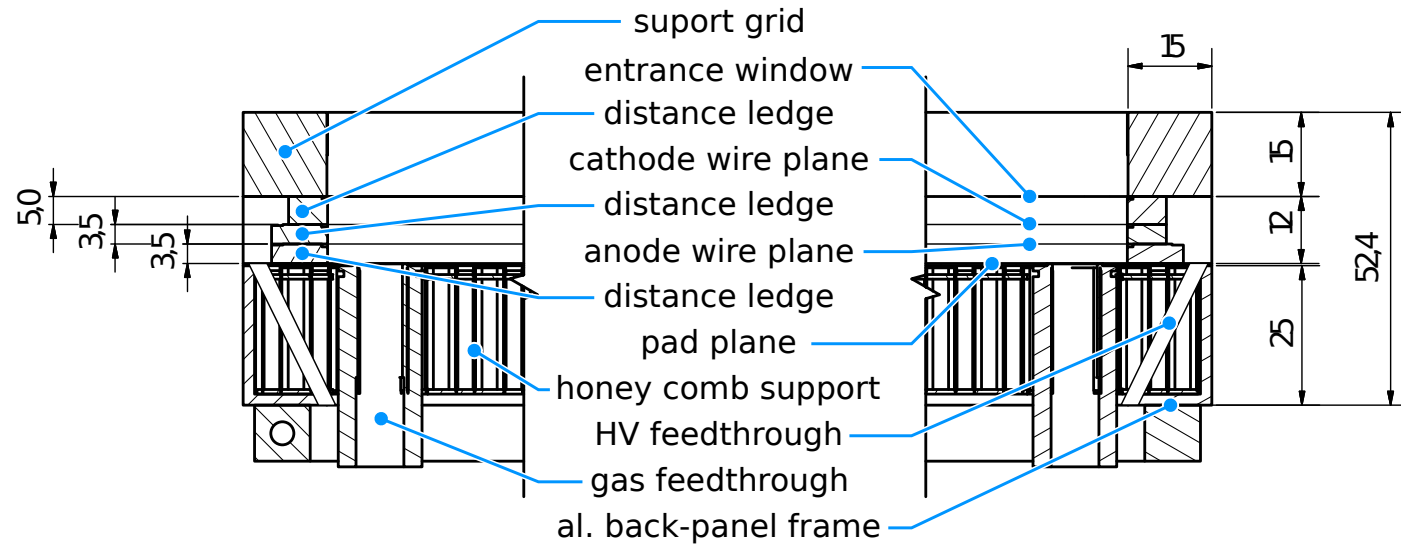 suport grid
entrance window
distance ledge
cathode wire plane
distance ledge
anode wire plane
distance ledge
pad plane
honey comb support
HV feedthrough
gas feedthrough
al. back-panel frame
5,0
3,5
3,5
15
15
12
25
52,4